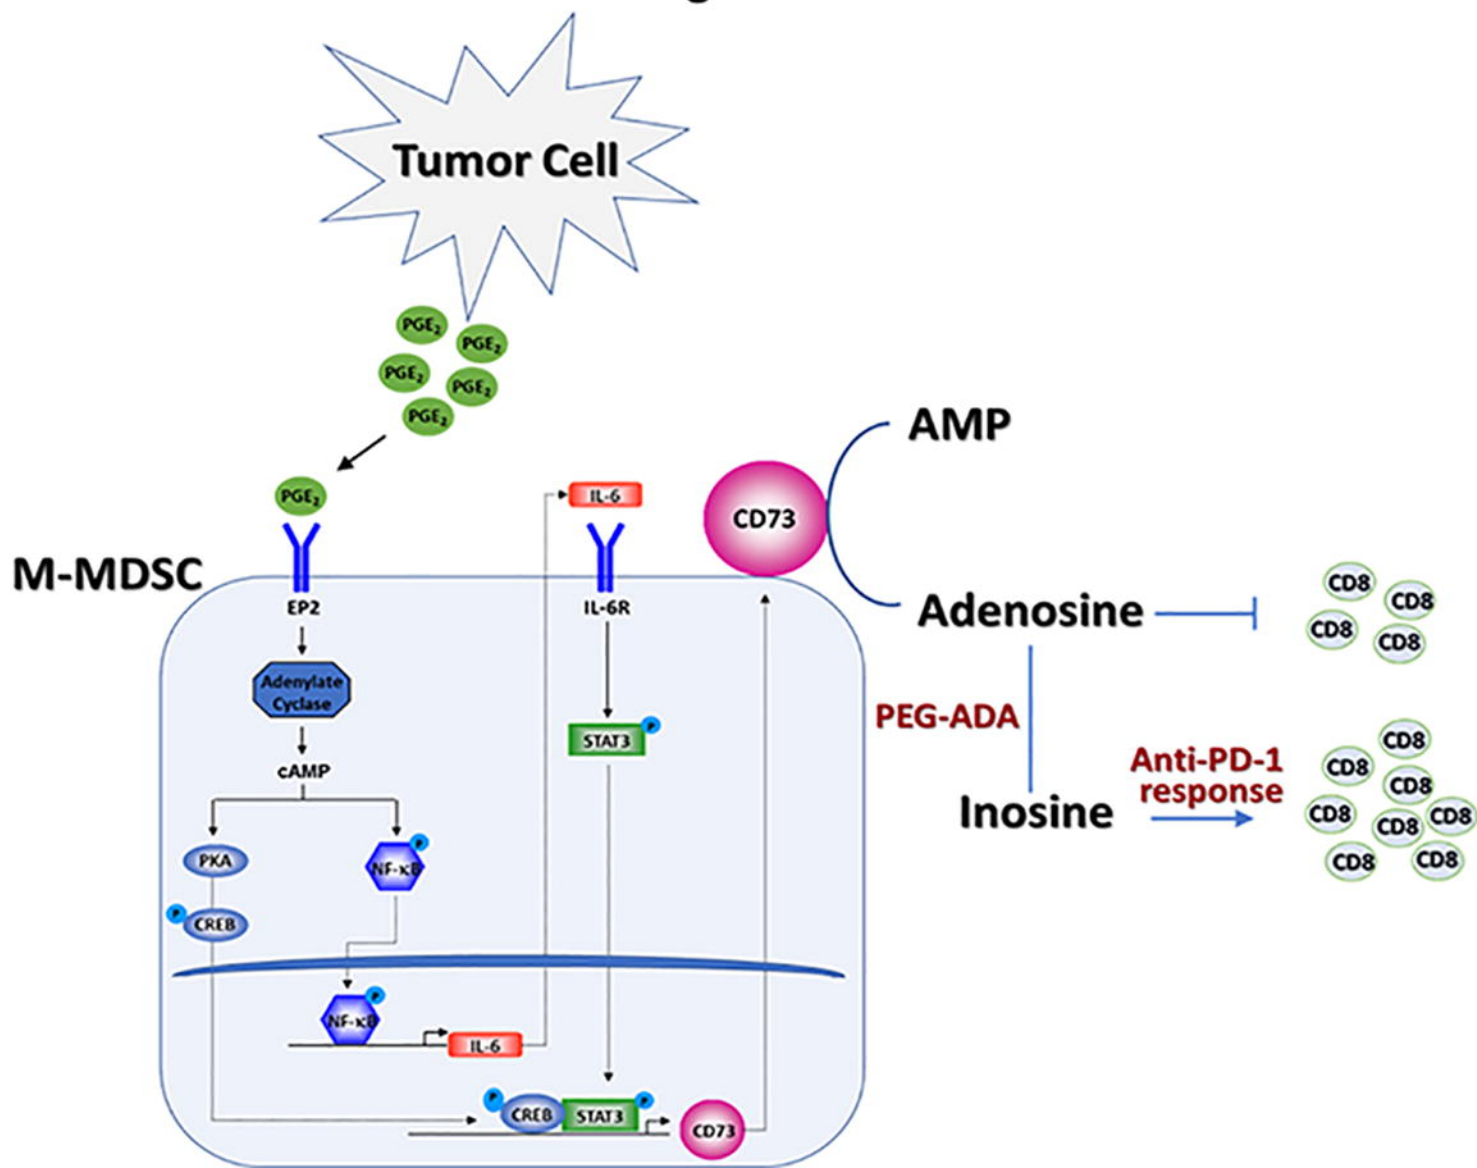 Tumor Cell
PGE₂
PGE₂
PGE₂
PGE₂
PGE₂
AMP
PGE₂
IL-6
CD73
M-MDSC
EP2
IL-6R
Adenosine
CD8
CD8
CD8
CD8
Adenylate
Cyclase
cAMP
STAT3
P
PEG-ADA
Inosine
Anti-PD-1
response
CD8
CD8
CD8
CD8
CD8
CD8
CD8
CD8
PKA
NF-κB
P
P
CREB
NF-κB
P
IL-6
P
CREB
STAT3
P
CD73